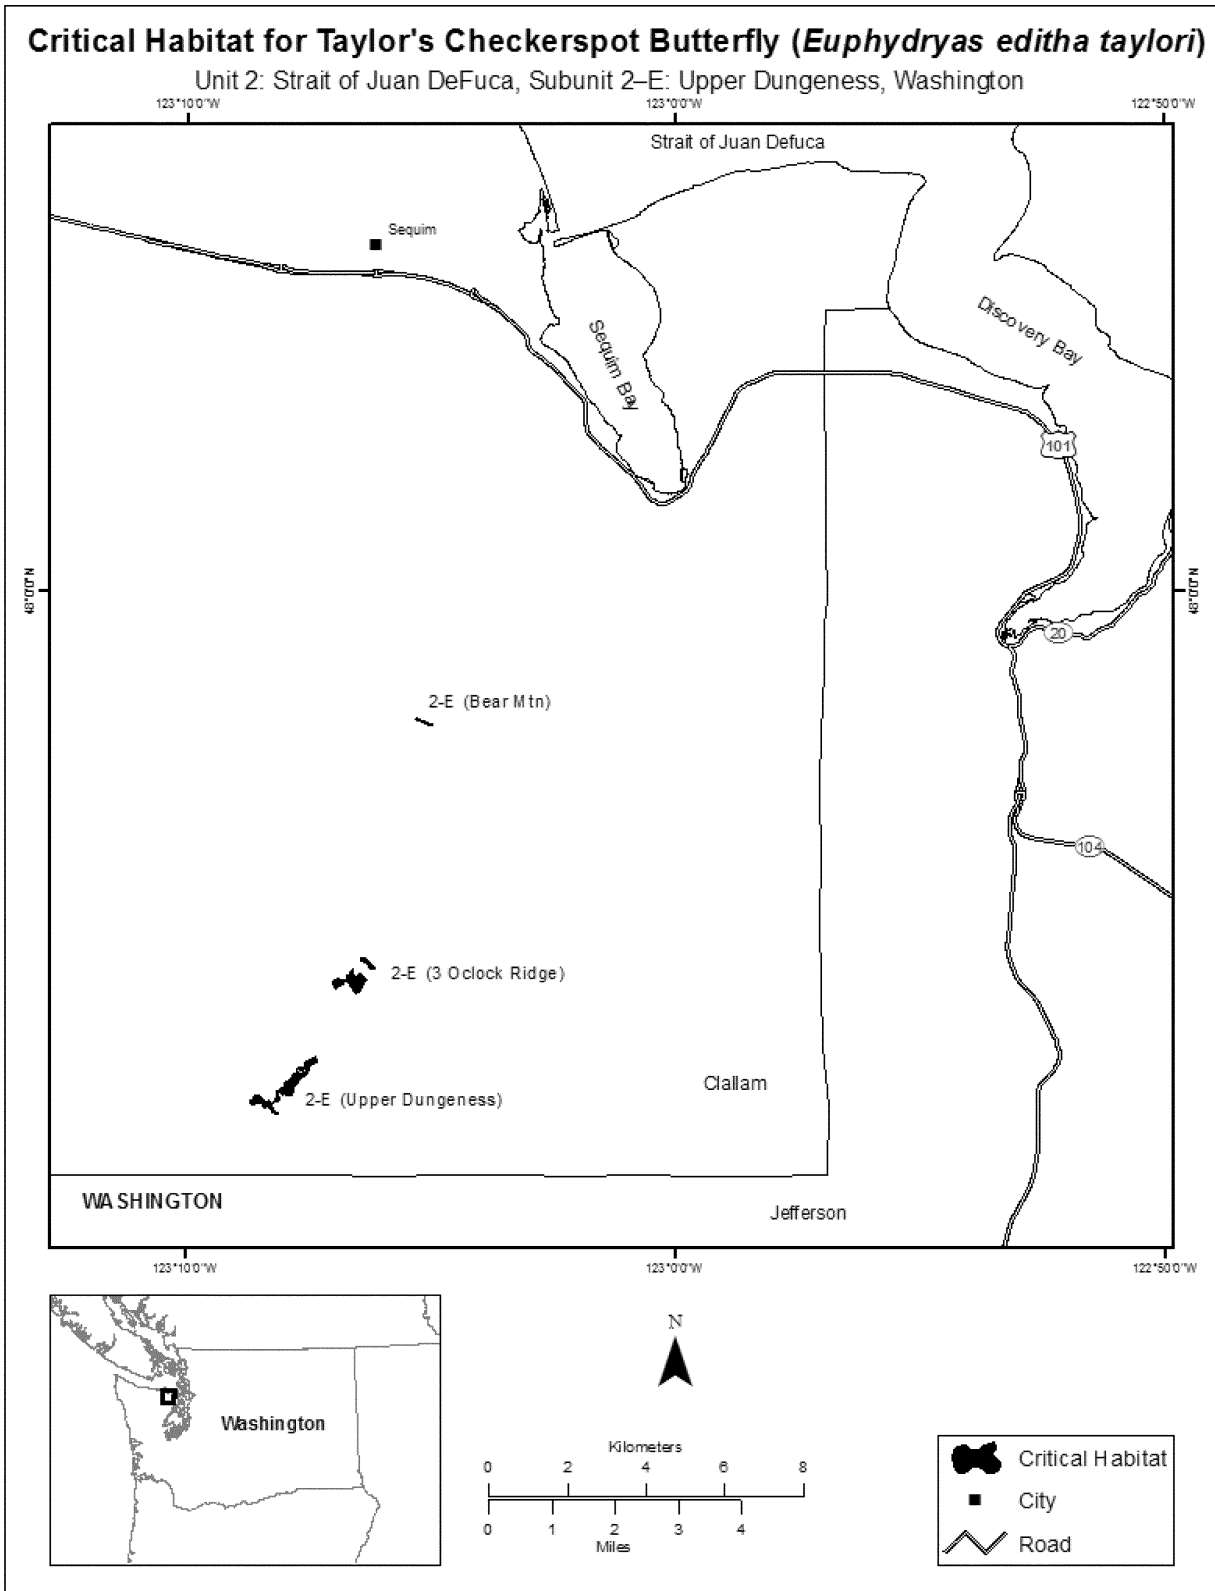 Critical Habitat for Taylor's Checkerspot Butterfly (Euphydryas editha taylori)
Unit 2: Strait of Juan DeFuca, Subunit 2–E: Upper Dungeness, Washington
123°10'0"W 123°0'0"W 122°50'0"W
Strait of Juan Defuca
Sequim
Discovery Bay
Sequim Bay
101
48°0'0"N 48°0'0"N
20
2-E (Bear Mtn)
104
2-E (3 Oclock Ridge)
Clallam
2-E (Upper Dungeness)
WASHINGTON
Jefferson
123°10'0"W 123°0'0"W 122°50'0"W
N
Washington
Kilometers
0 2 4 6 8
0 1 2 3 4
Miles
Critical Habitat
City
Road